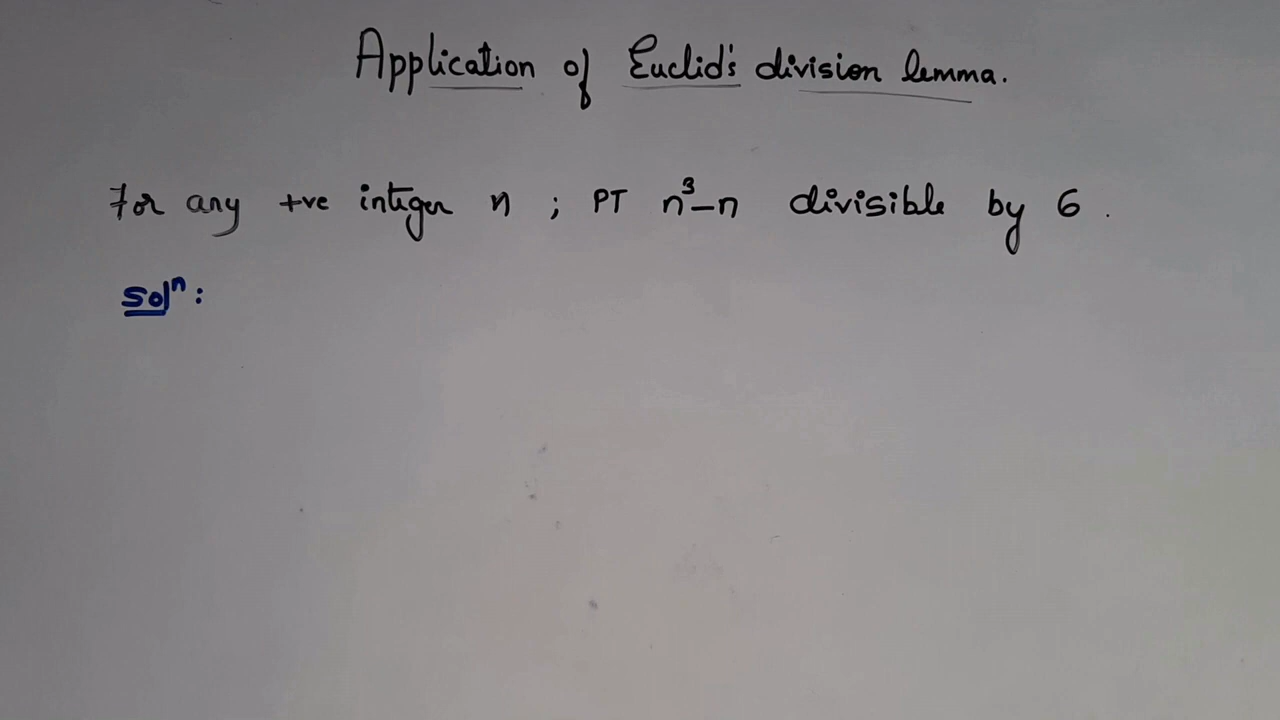 Application of Euclid's division lemma.
For any +ve integer n ; PT n³-n divisible by 6 .
Solⁿ :